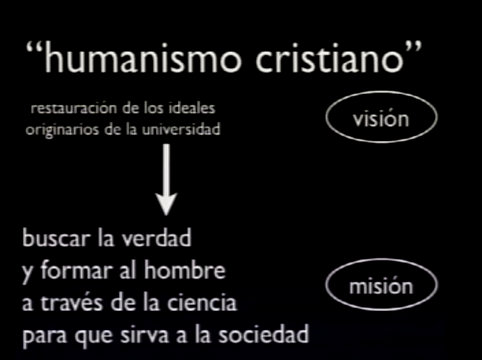 “humanismo cristiano”
restauración de los ideales
originarios de la universidad
visión
buscar la verdad
y formar al hombre
a través de la ciencia
para que sirva a la sociedad
misión